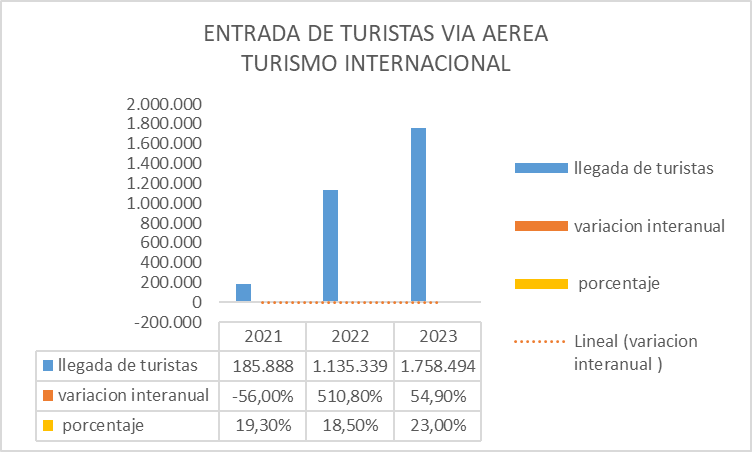 ENTRADA DE TURISTAS VIA AEREA
TURISMO INTERNACIONAL
2.000.000
1.800.000
1.600.000
1.400.000
1.200.000
1.000.000
800.000
600.000
400.000
200.000
0
-200.000
llegada de turistas
variacion interanual
porcentaje
Lineal (variacion
interanual )
2021 2022 2023
llegada de turistas 185.888 1.135.339 1.758.494
variacion interanual -56,00% 510,80% 54,90%
porcentaje 19,30% 18,50% 23,00%